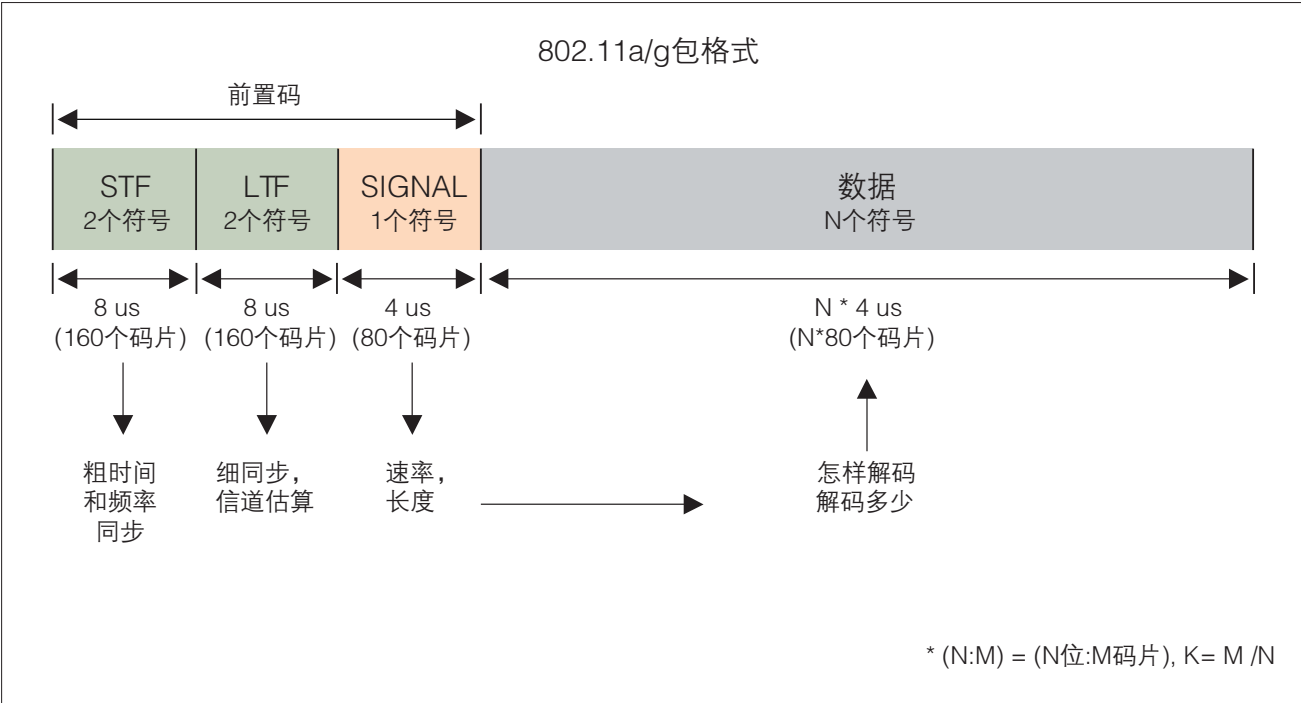 802.11a/g包格式
前置码
STF
2个符号
LTF
2个符号
SIGNAL
1个符号
数据
N个符号
8 us
(160个码片)
8 us
(160个码片)
4 us
(80个码片)
N * 4 us
(N*80个码片)
粗时间
和频率
同步
细同步，
信道估算
速率，
长度
怎样解码
解码多少
* (N:M) = (N位:M码片), K= M /N